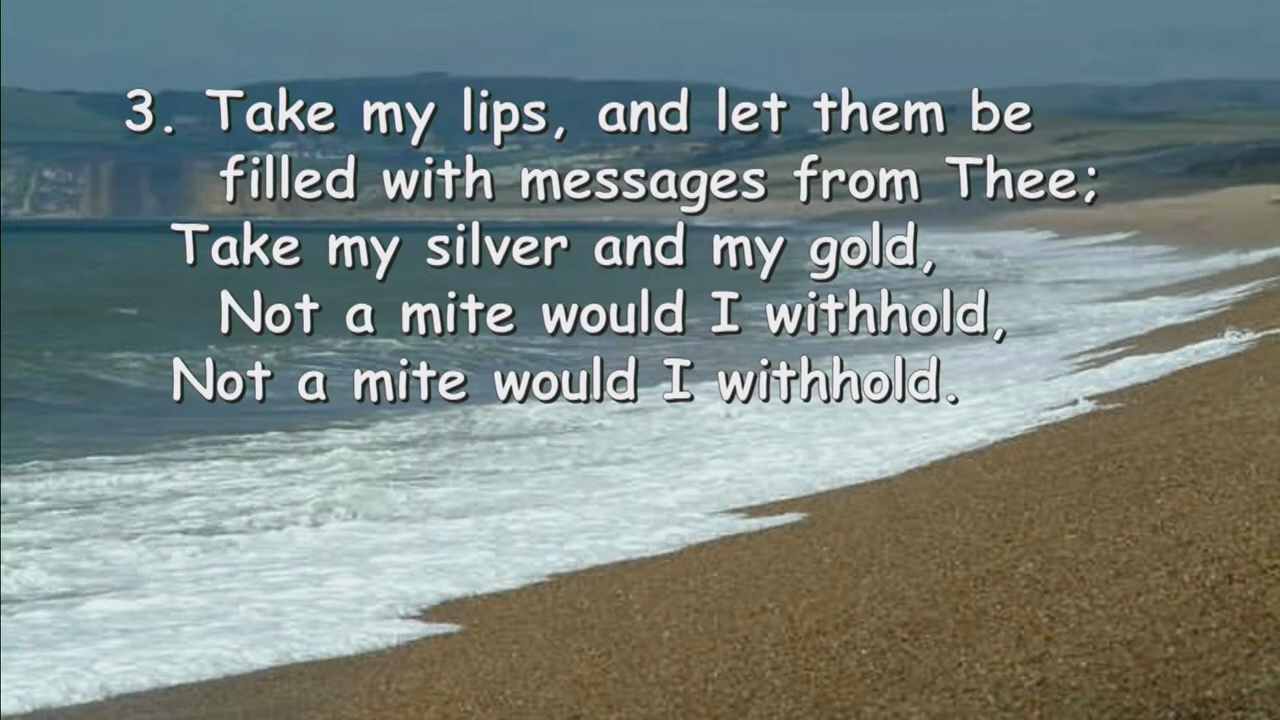 3. Take my lips, and let them be
filled with messages from Thee;
Take my silver and my gold,
Not a mite would I withhold,
Not a mite would I withhold.